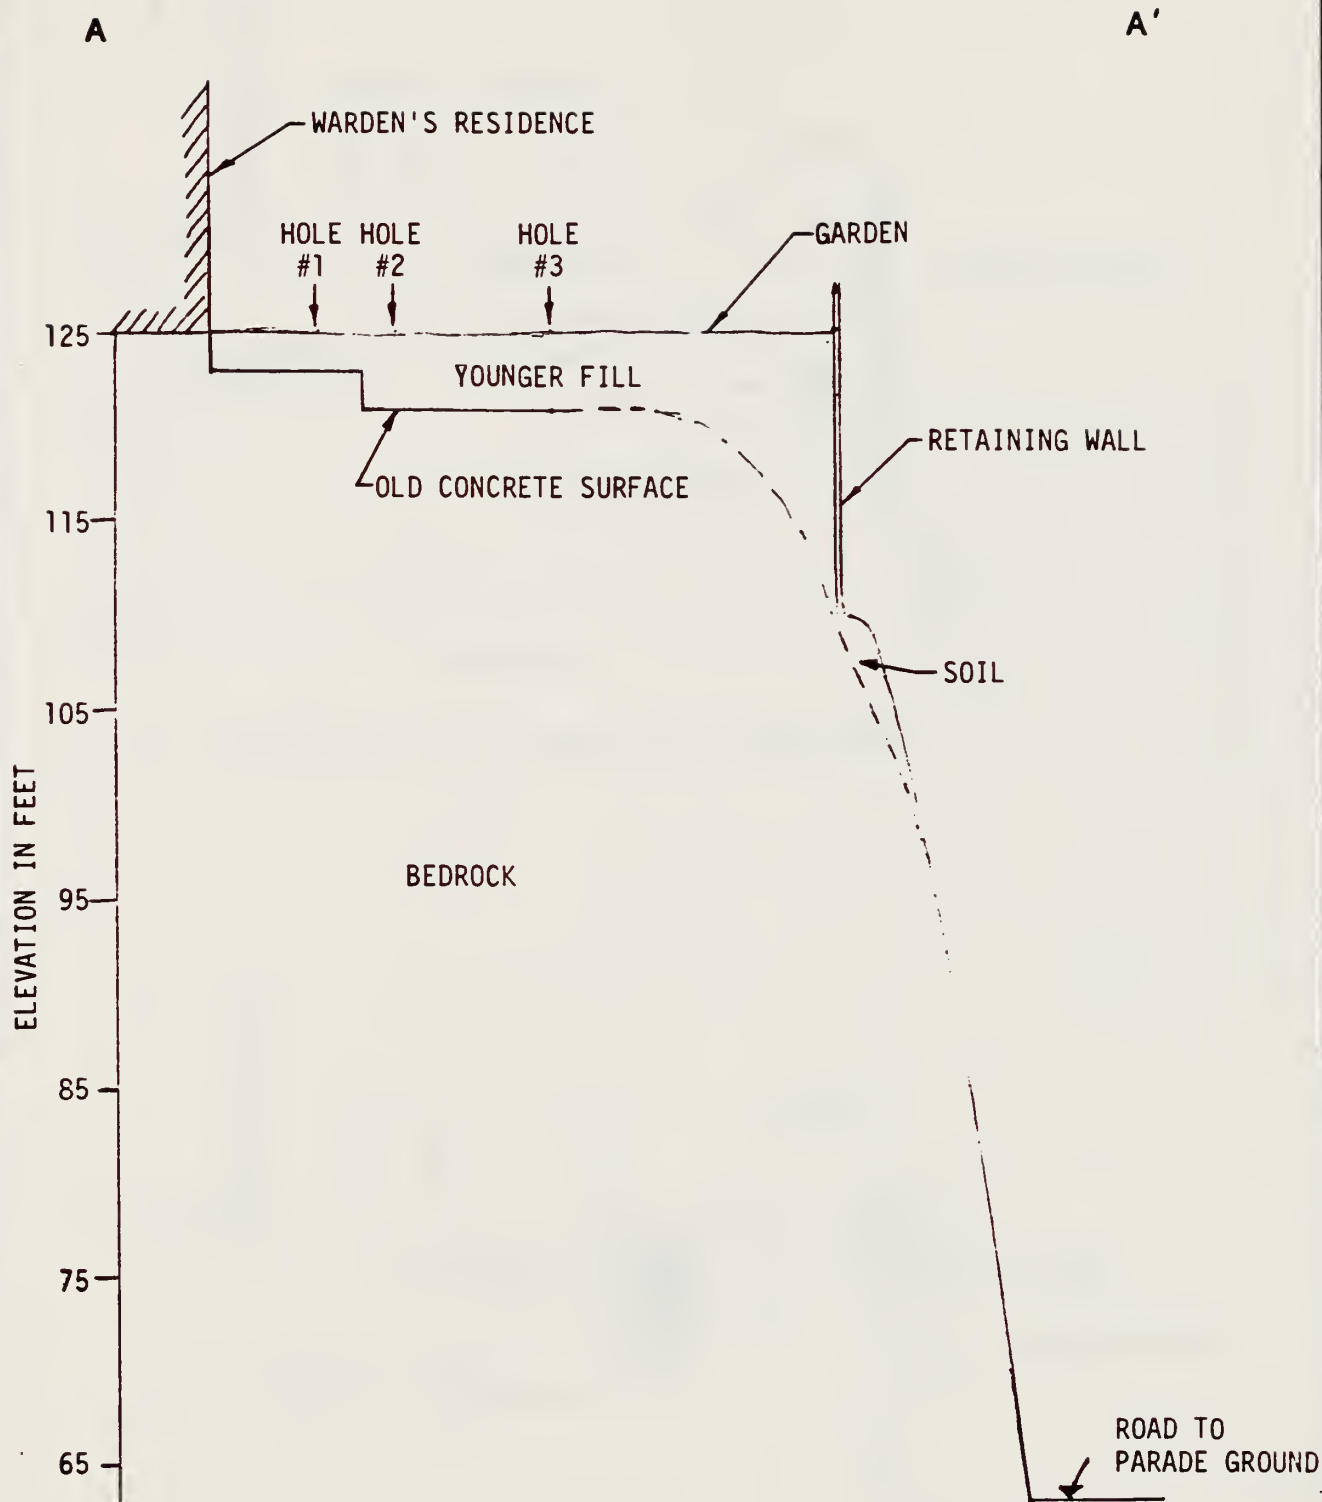 A
A'
WARDEN'S RESIDENCE
HOLE HOLE HOLE
#1 #2 #3
GARDEN
125
YOUNGER FILL
RETAINING WALL
OLD CONCRETE SURFACE
115
SOIL
105
ELEVATION IN FEET
BEDROCK
95
85
75
ROAD TO
PARADE GROUND
65